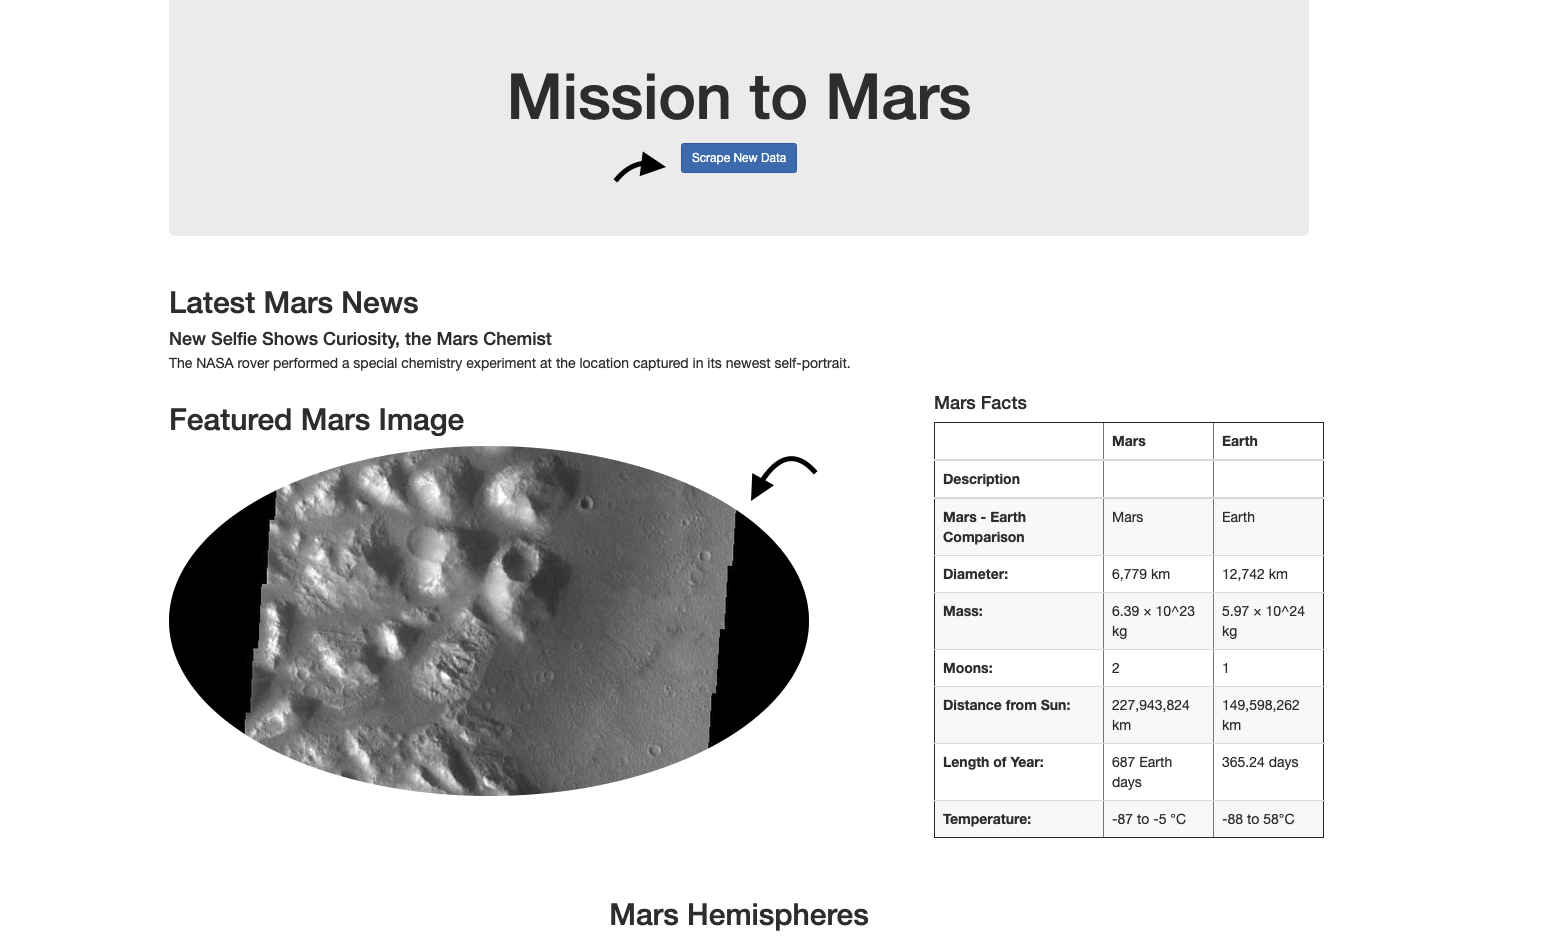 Mission to Mars
Scrape New Data
Latest Mars News
New Selfie Shows Curiosity, the Mars Chemist
The NASA rover performed a special chemistry experiment at the location captured in its newest self-portrait.
Featured Mars Image
Mars Facts
Mars Earth
Description
Mars - Earth Comparison Mars Earth
Diameter: 6,779 km 12,742 km
Mass: 6.39 × 10^23 kg 5.97 × 10^24 kg
Moons: 2 1
Distance from Sun: 227,943,824 km 149,598,262 km
Length of Year: 687 Earth days 365.24 days
Temperature: -87 to -5 °C -88 to 58°C
Mars Hemispheres